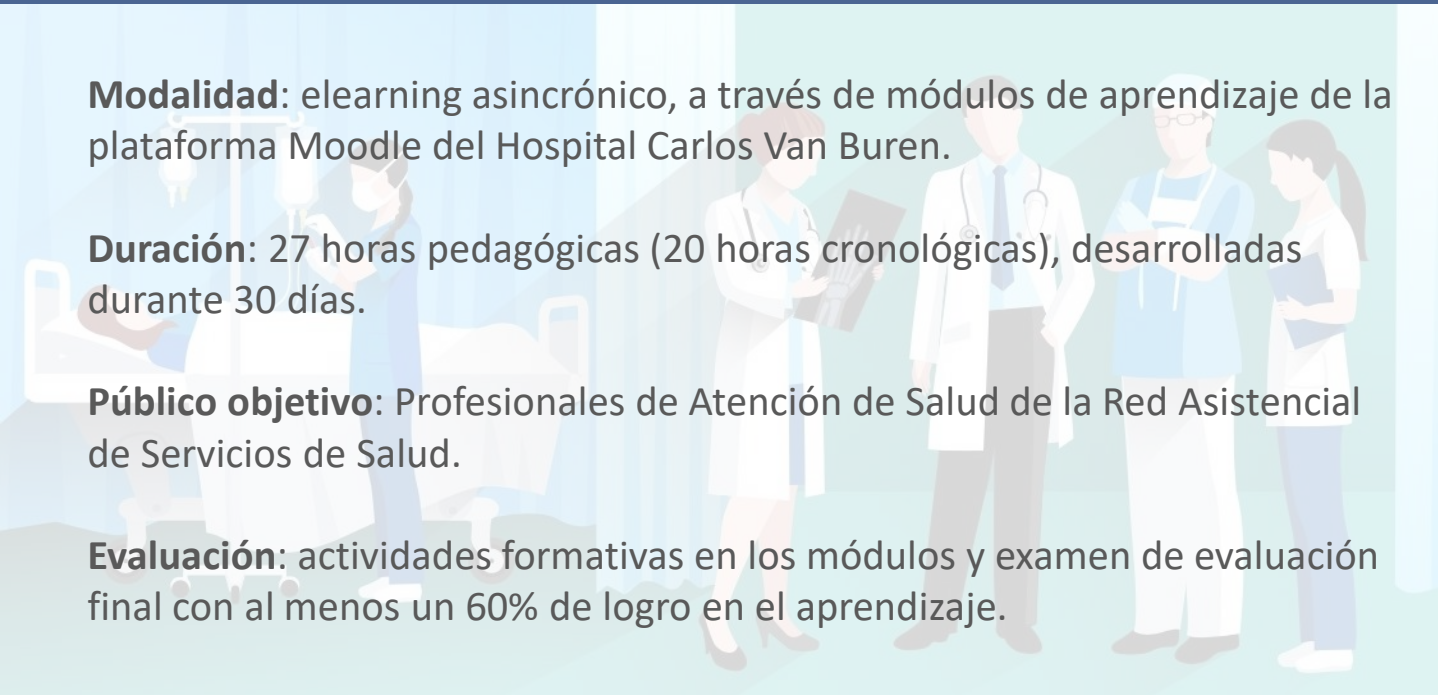 Modalidad: elearning asincrónico, a través de módulos de aprendizaje de la
plataforma Moodle del Hospital Carlos Van Buren.
Duración: 27 horas pedagógicas (20 horas cronológicas), desarrolladas
durante 30 días.
Público objetivo: Profesionales de Atención de Salud de la Red Asistencial
de Servicios de Salud.
Evaluación: actividades formativas en los módulos y examen de evaluación
final con al menos un 60% de logro en el aprendizaje.